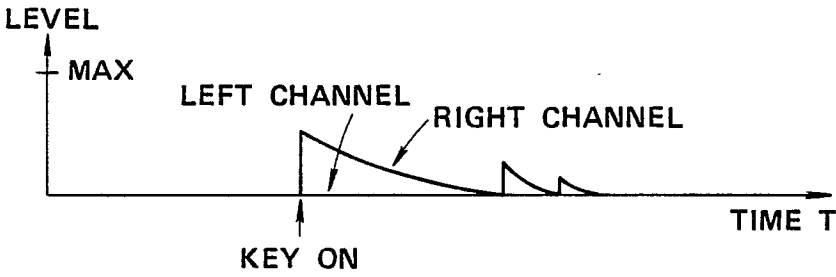 LEVEL
MAX
LEFT CHANNEL
RIGHT CHANNEL
TIME T
KEY ON